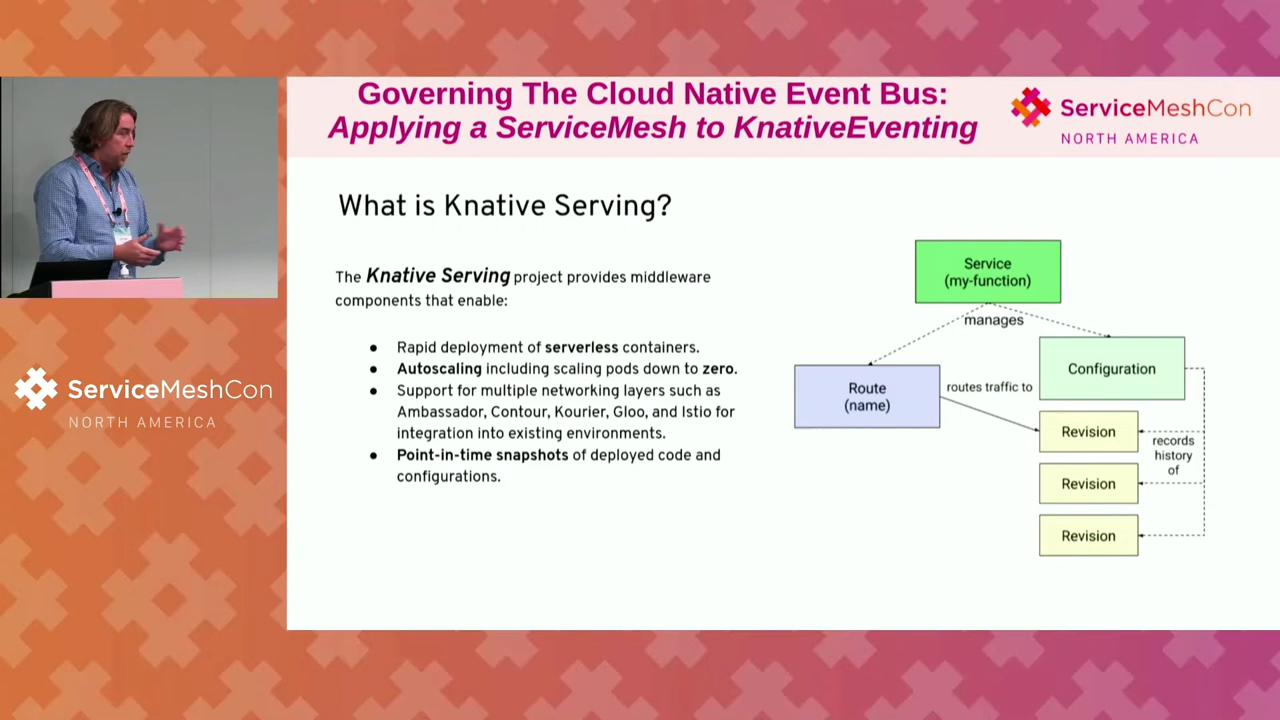 Governing The Cloud Native Event Bus:
Applying a ServiceMesh to KnativeEventing
ServiceMeshCon
NORTH AMERICA
What is Knative Serving?
The Knative Serving project provides middleware
components that enable:
● Rapid deployment of serverless containers.
● Autoscaling including scaling pods down to zero.
● Support for multiple networking layers such as
Ambassador, Contour, Kourier, Gloo, and Istio for
integration into existing environments.
● Point-in-time snapshots of deployed code and
configurations.
Service
(my-function)
manages
Route
(name)
routes traffic to
Configuration
Revision
Revision
Revision
records
history
of
ServiceMeshCon
NORTH AMERICA